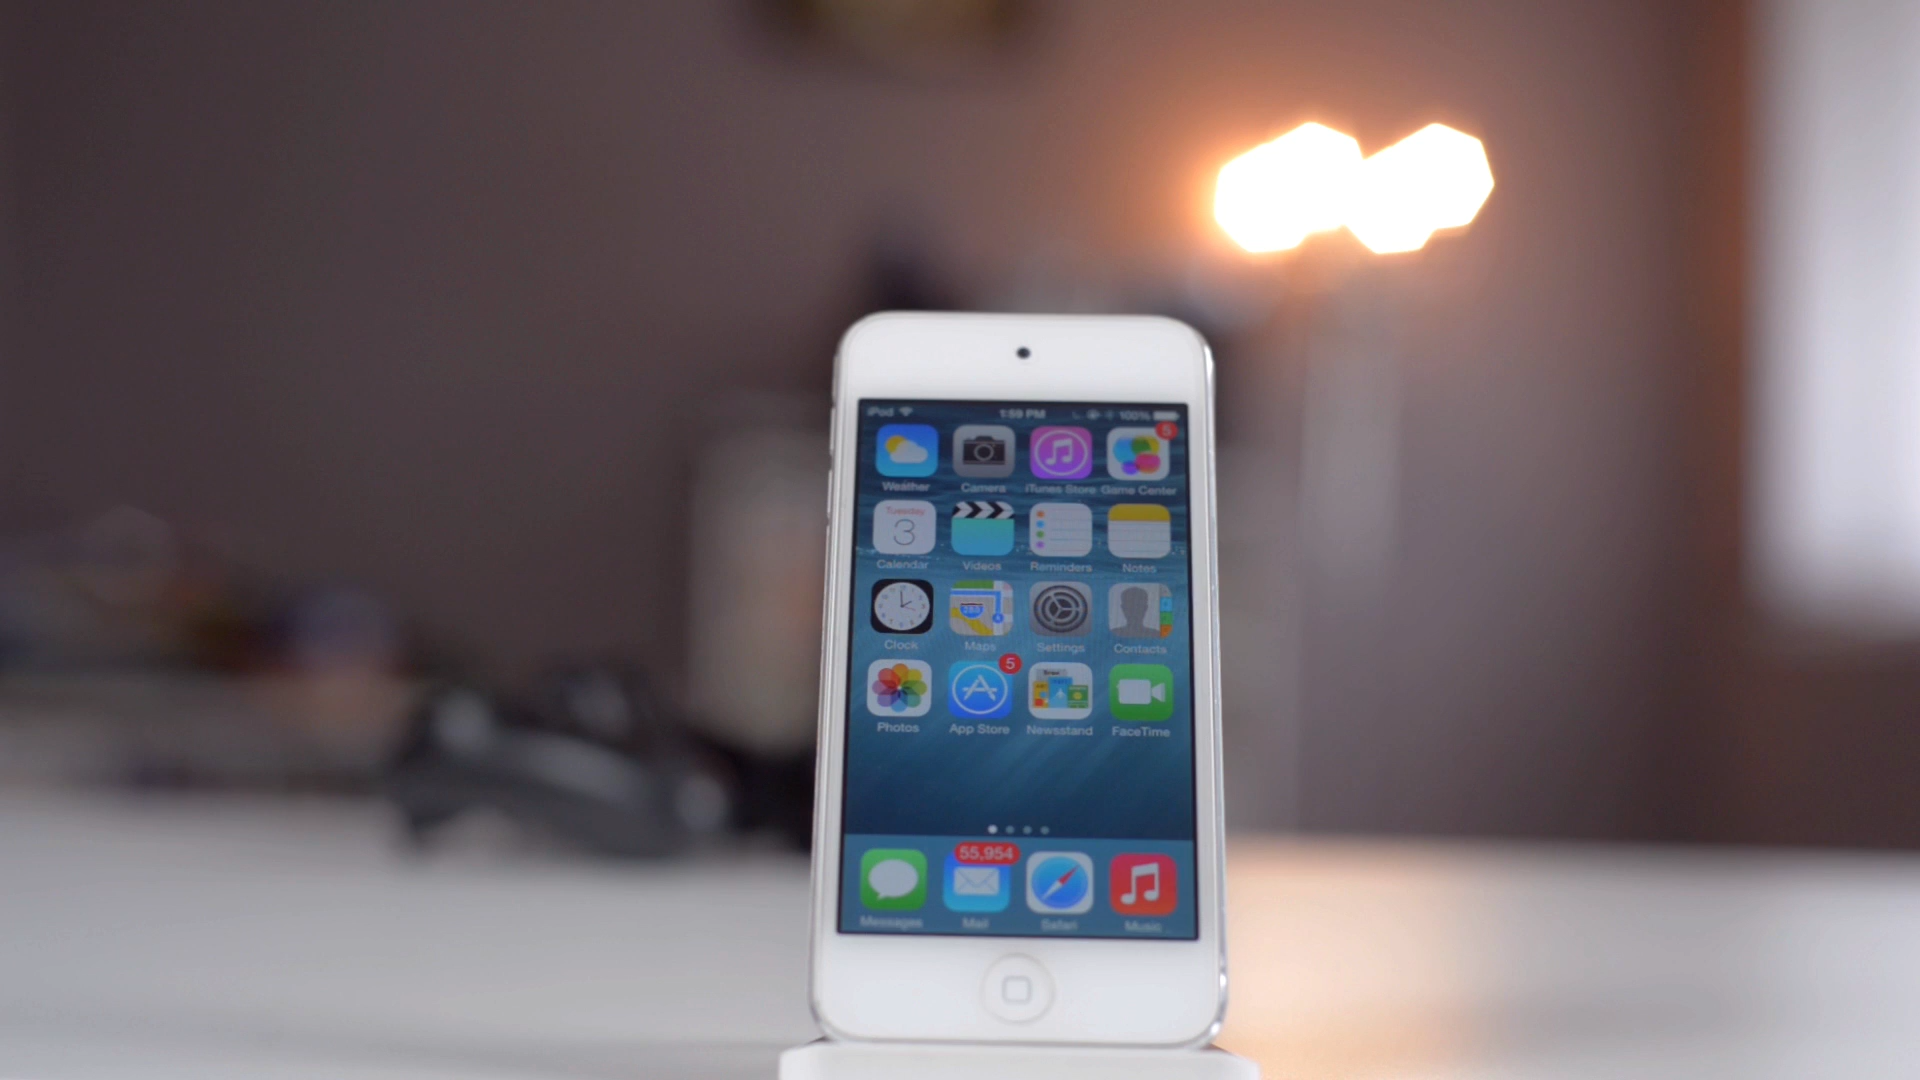 iPod 1:59 PM 100%
5
Weather Camera iTunes Store Game Center
Tuesday
3
Calendar Videos Reminders Notes
280
Clock Maps Settings Contacts
5
Photos App Store Newsstand FaceTime
55,954
Messages Mail Safari Music